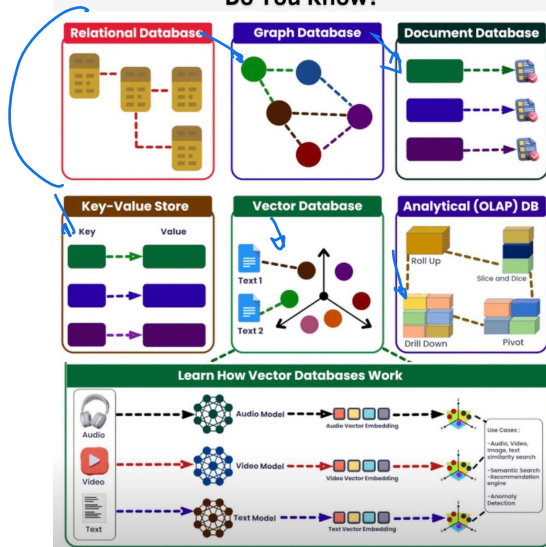 Do You Know?
Relational Database
Graph Database
Document Database
Key-Value Store
Vector Database
Analytical (OLAP) DB
Key
Value
Text 1
Text 2
Roll Up
Slice and Dice
Drill Down
Pivot
Learn How Vector Databases Work
Audio
Audio Model
Audio Vector Embedding
Video
Video Model
Video Vector Embedding
Text
Text Model
Text Vector Embedding
Use Cases :
-Audio, Video,
image, text
similarity search
-Semantic Search
-Recommendation
engine
-Anomaly
Detection